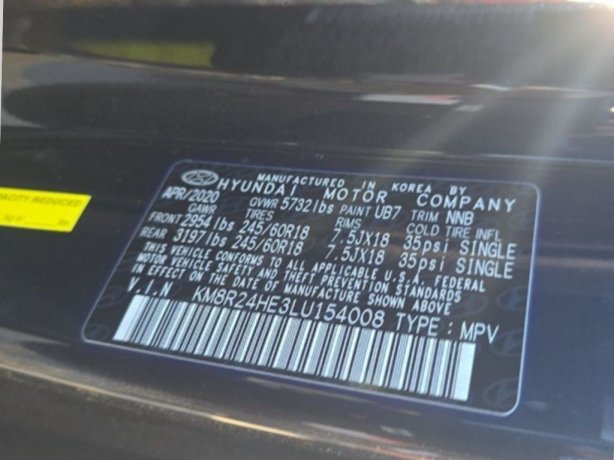 MANUFACTURED IN KOREA BY
HYUNDAI MOTOR COMPANY
APR/2020 GVWR 5732lbs PAINT UB7 TRIM NNB
GAWR TIRES RIMS COLD TIRE INFL
FRONT 2954lbs 245/60R18 7.5JX18 35psi SINGLE
REAR 3197lbs 245/60R18 7.5JX18 35psi SINGLE
THIS VEHICLE CONFORMS TO ALL APPLICABLE U.S.A. FEDERAL
MOTOR VEHICLE SAFETY AND THEFT PREVENTION STANDARDS
IN EFFECT ON THE DATE OF MANUFACTURE SHOWN ABOVE.
V.I.N KM8R24HE3LU154008 TYPE : MPV
CAPACITY REDUCED